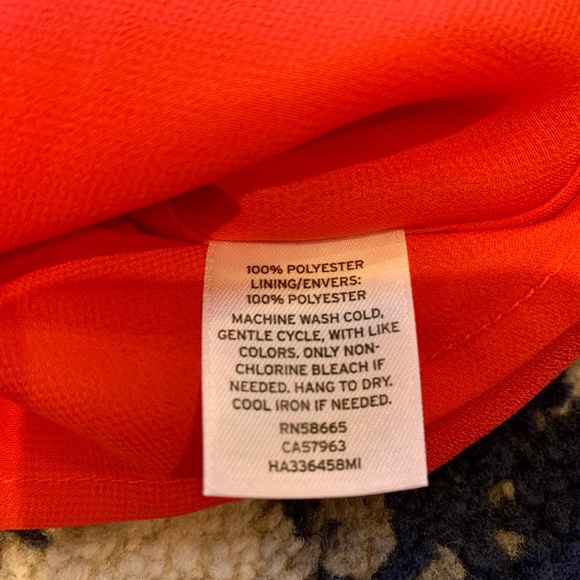 100% POLYESTER
LINING/ENVERS:
100% POLYESTER
MACHINE WASH COLD,
GENTLE CYCLE, WITH LIKE
COLORS. ONLY NON-
CHLORINE BLEACH IF
NEEDED. HANG TO DRY.
COOL IRON IF NEEDED.
RN58665
CA57963
HA336458MI